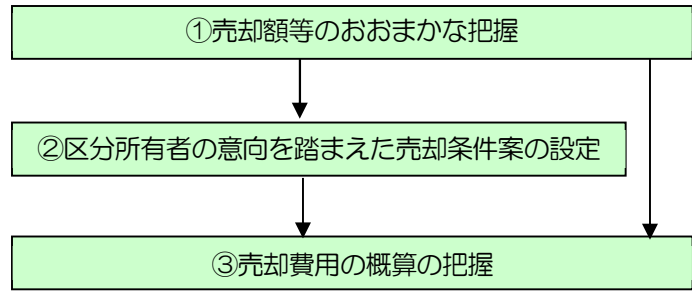 ①売却額等のおおまかな把握
②区分所有者の意向を踏まえた売却条件案の設定
③売却費用の概算の把握